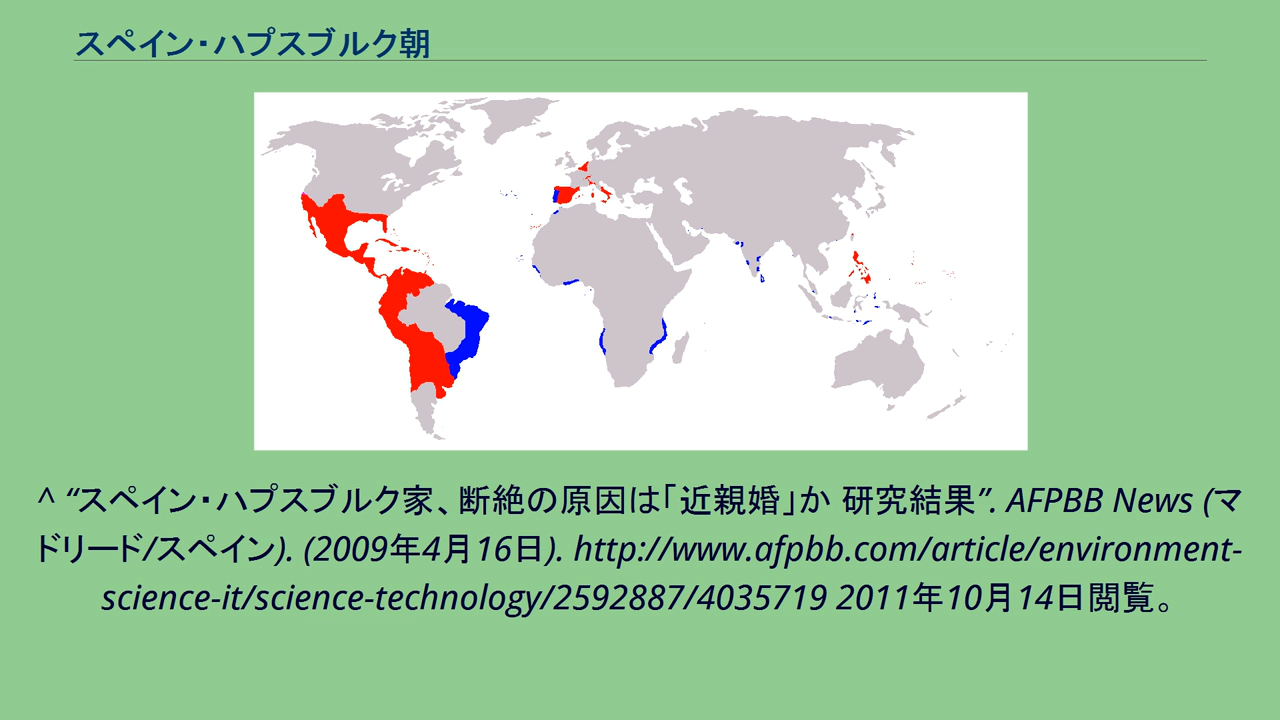 スペイン・ハプスブルク朝
^ “スペイン・ハプスブルク家、断絶の原因は「近親婚」か 研究結果”. AFPBB News (マ
ドリード/スペイン). (2009年4月16日). http://www.afpbb.com/article/environment-
science-it/science-technology/2592887/4035719 2011年10月14日閲覧。